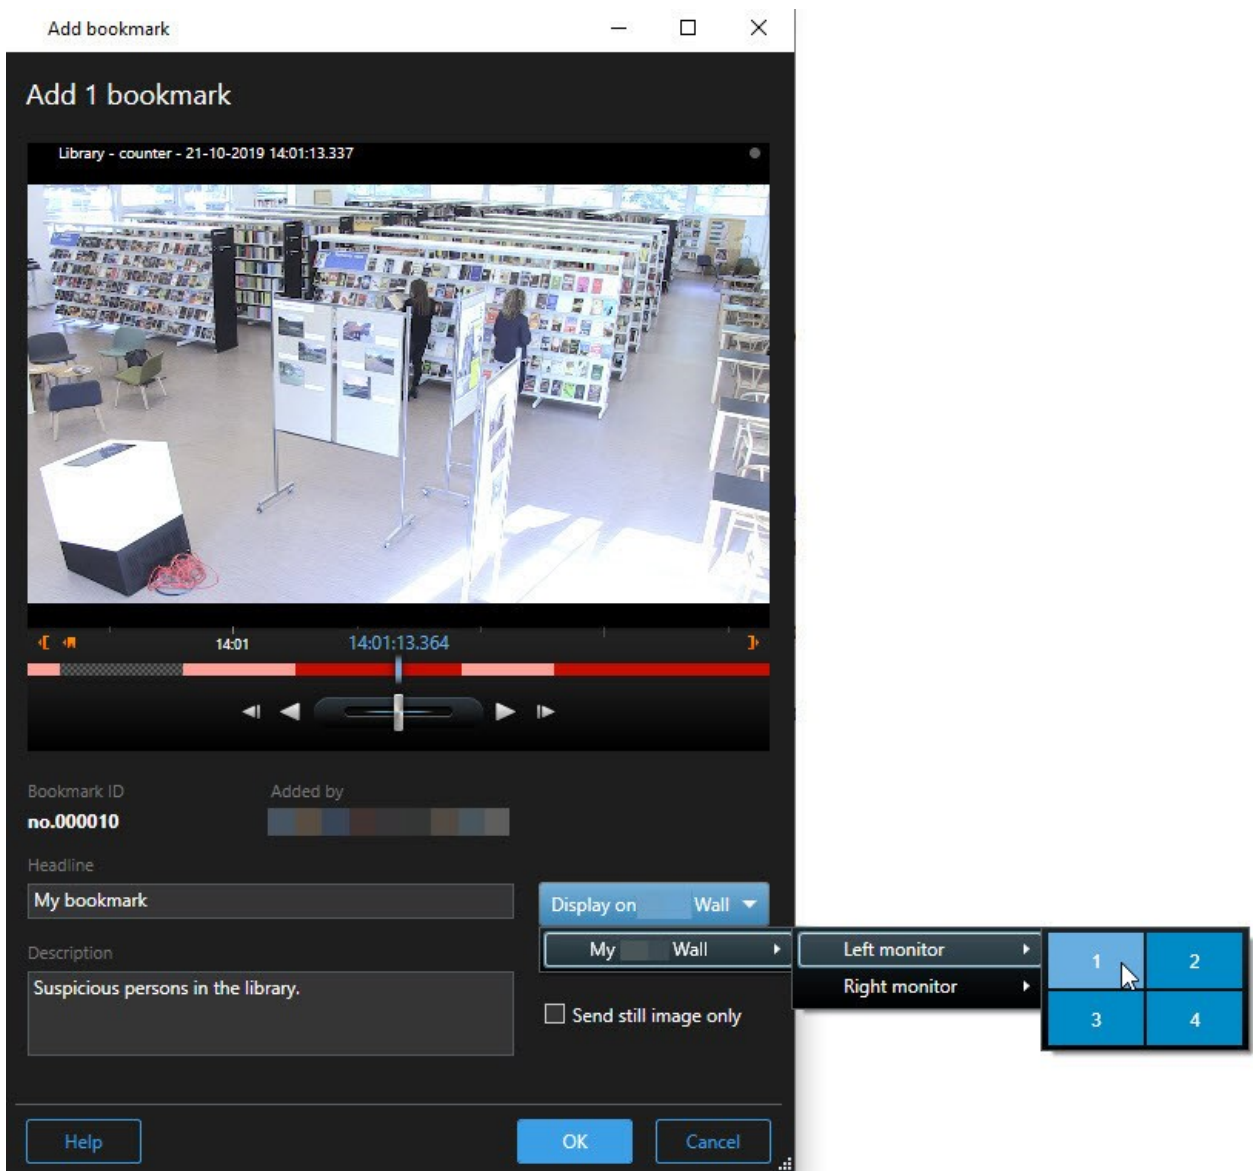 Add bookmark
Add 1 bookmark
Library - counter - 21-10-2019 14:01:13.337
14:01
14:01:13.364
Bookmark ID
Added by
no.000010
Headline
My bookmark
Display on Wall
My Wall
Left monitor
Right monitor
1
2
3
4
Description
Suspicious persons in the library.
Send still image only
Help
OK
Cancel